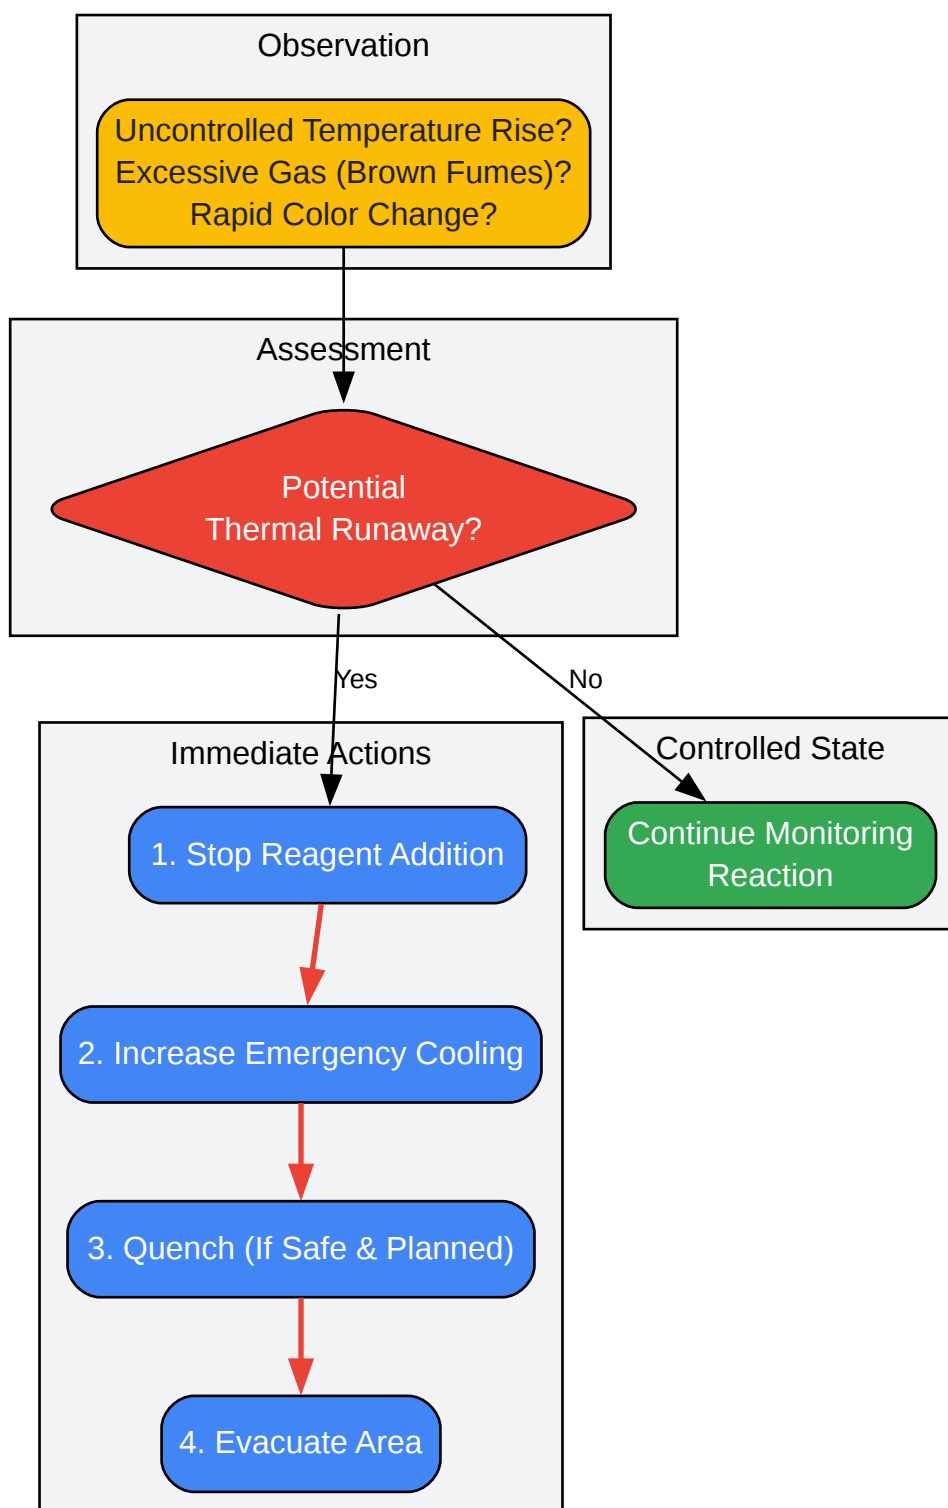 Observation
Uncontrolled Temperature Rise?
Excessive Gas (Brown Fumes)?
Rapid Color Change?
Assessment
Potential
Thermal Runaway?
Yes
No
Immediate Actions
1. Stop Reagent Addition
2. Increase Emergency Cooling
3. Quench (If Safe & Planned)
4. Evacuate Area
Controlled State
Continue Monitoring
Reaction